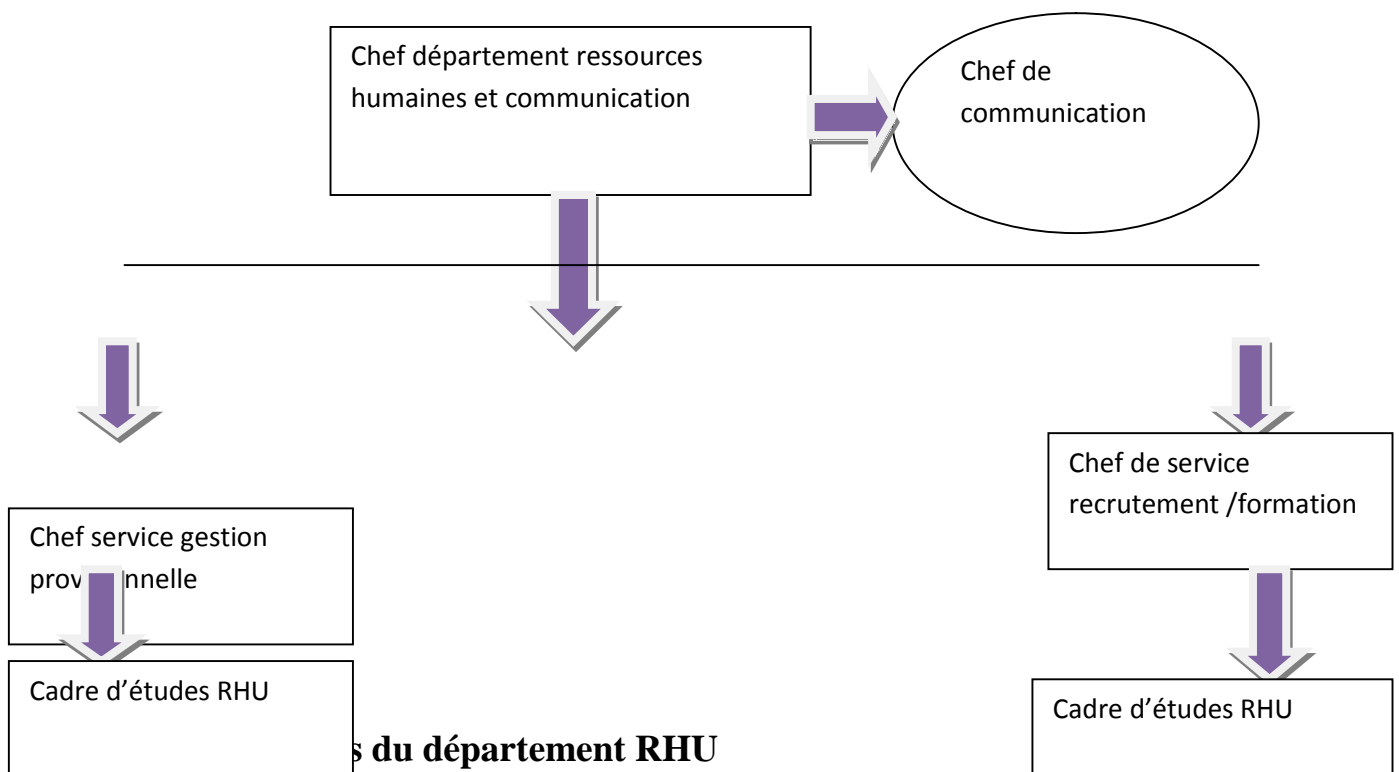 Chef département ressources
humaines et communication
Chef de
communication
Chef de service
recrutement /formation
Chef service gestion
Cadre d’études RHU
Cadre d’études RHU
du département RHU